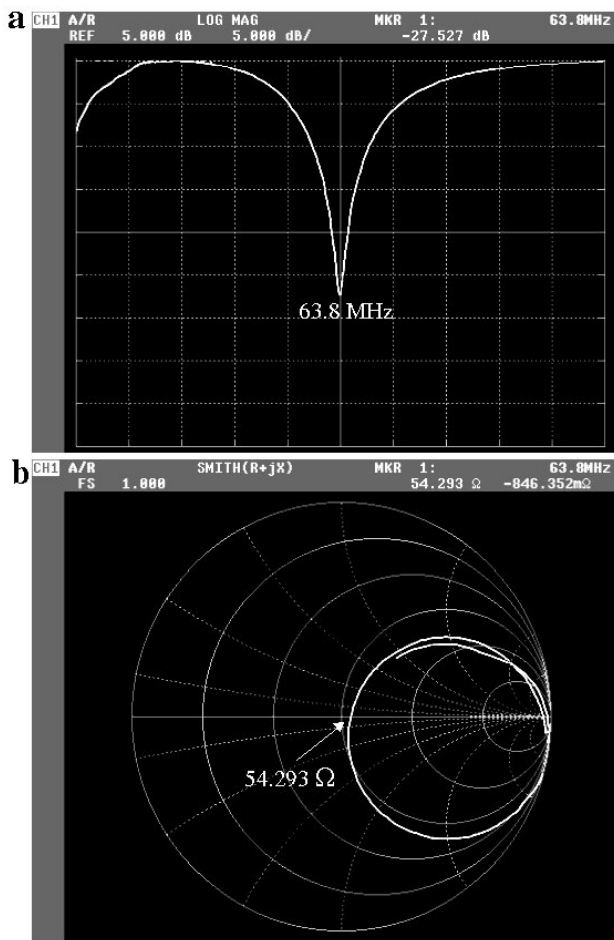 a CH1 A/R LOG MAG MKR 1: 63.8MHz
REF 5.000 dB 5.000 dB/ -27.527 dB
63.8 MHz
b CH1 A/R SMITH(R+jX) MKR 1: 63.8MHz
FS 1.000 54.293 Ω -846.352mΩ
54.293 Ω